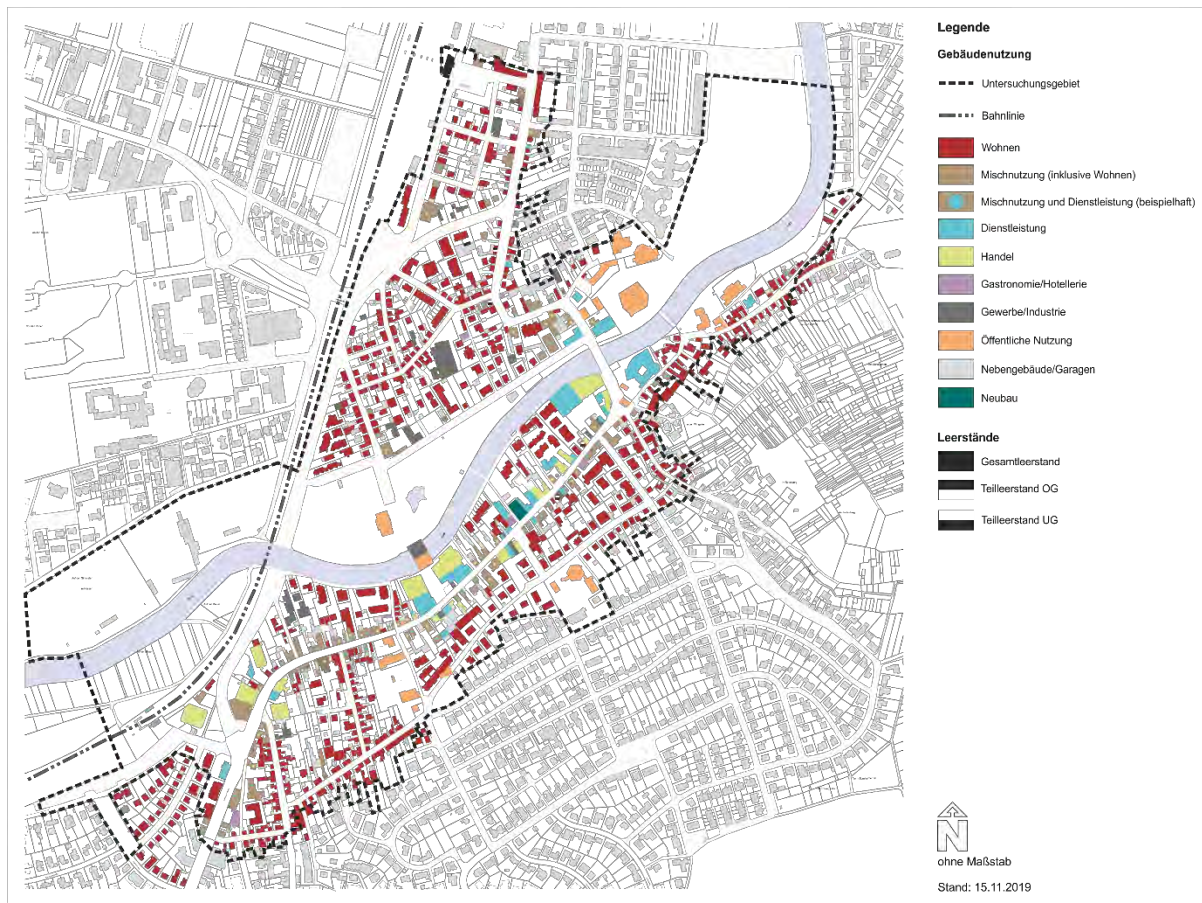 Legende
Gebäudenutzung
Untersuchungsgebiet
Bahnlinie
Wohnen
Mischnutzung (inklusive Wohnen)
Mischnutzung und Dienstleistung (beispielhaft)
Dienstleistung
Handel
Gastronomie/Hotellerie
Gewerbe/Industrie
Öffentliche Nutzung
Nebengebäude/Garagen
Neubau
Leerstände
Gesamtleerstand
Teilleerstand OG
Teilleerstand UG
N
ohne Maßstab
Stand: 15.11.2019